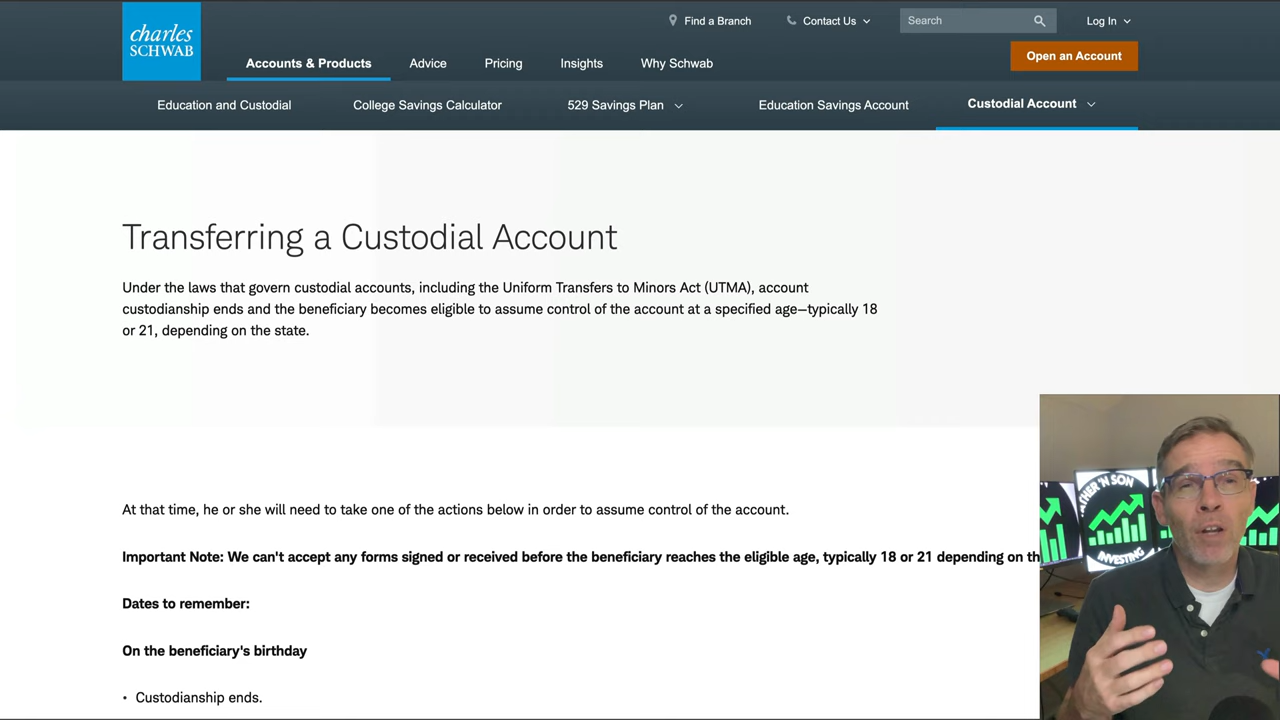 charles
SCHWAB
Find a Branch
Contact Us
Search
Log In
Accounts & Products
Advice
Pricing
Insights
Why Schwab
Open an Account
Education and Custodial
College Savings Calculator
529 Savings Plan
Education Savings Account
Custodial Account
Transferring a Custodial Account
Under the laws that govern custodial accounts, including the Uniform Transfers to Minors Act (UTMA), account
custodianship ends and the beneficiary becomes eligible to assume control of the account at a specified age—typically 18
or 21, depending on the state.
At that time, he or she will need to take one of the actions below in order to assume control of the account.
Important Note: We can't accept any forms signed or received before the beneficiary reaches the eligible age, typically 18 or 21 depending on th
Dates to remember:
On the beneficiary's birthday
• Custodianship ends.
'N SON
INVESTING